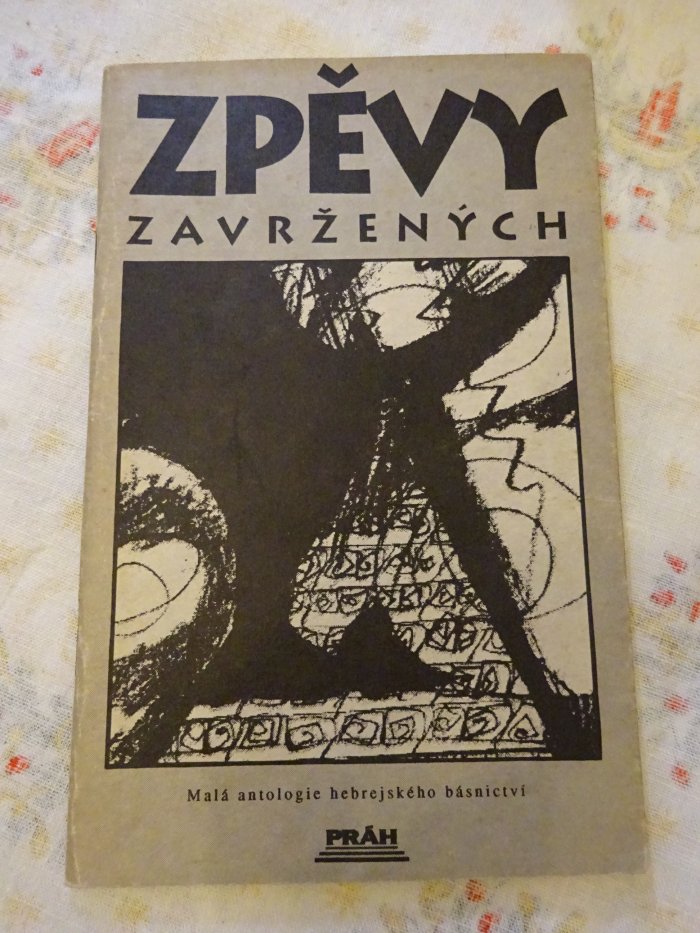 ZPĚVY
ZAVRŽENÝCH
Malá antologie hebrejského básnictví
PRÁH